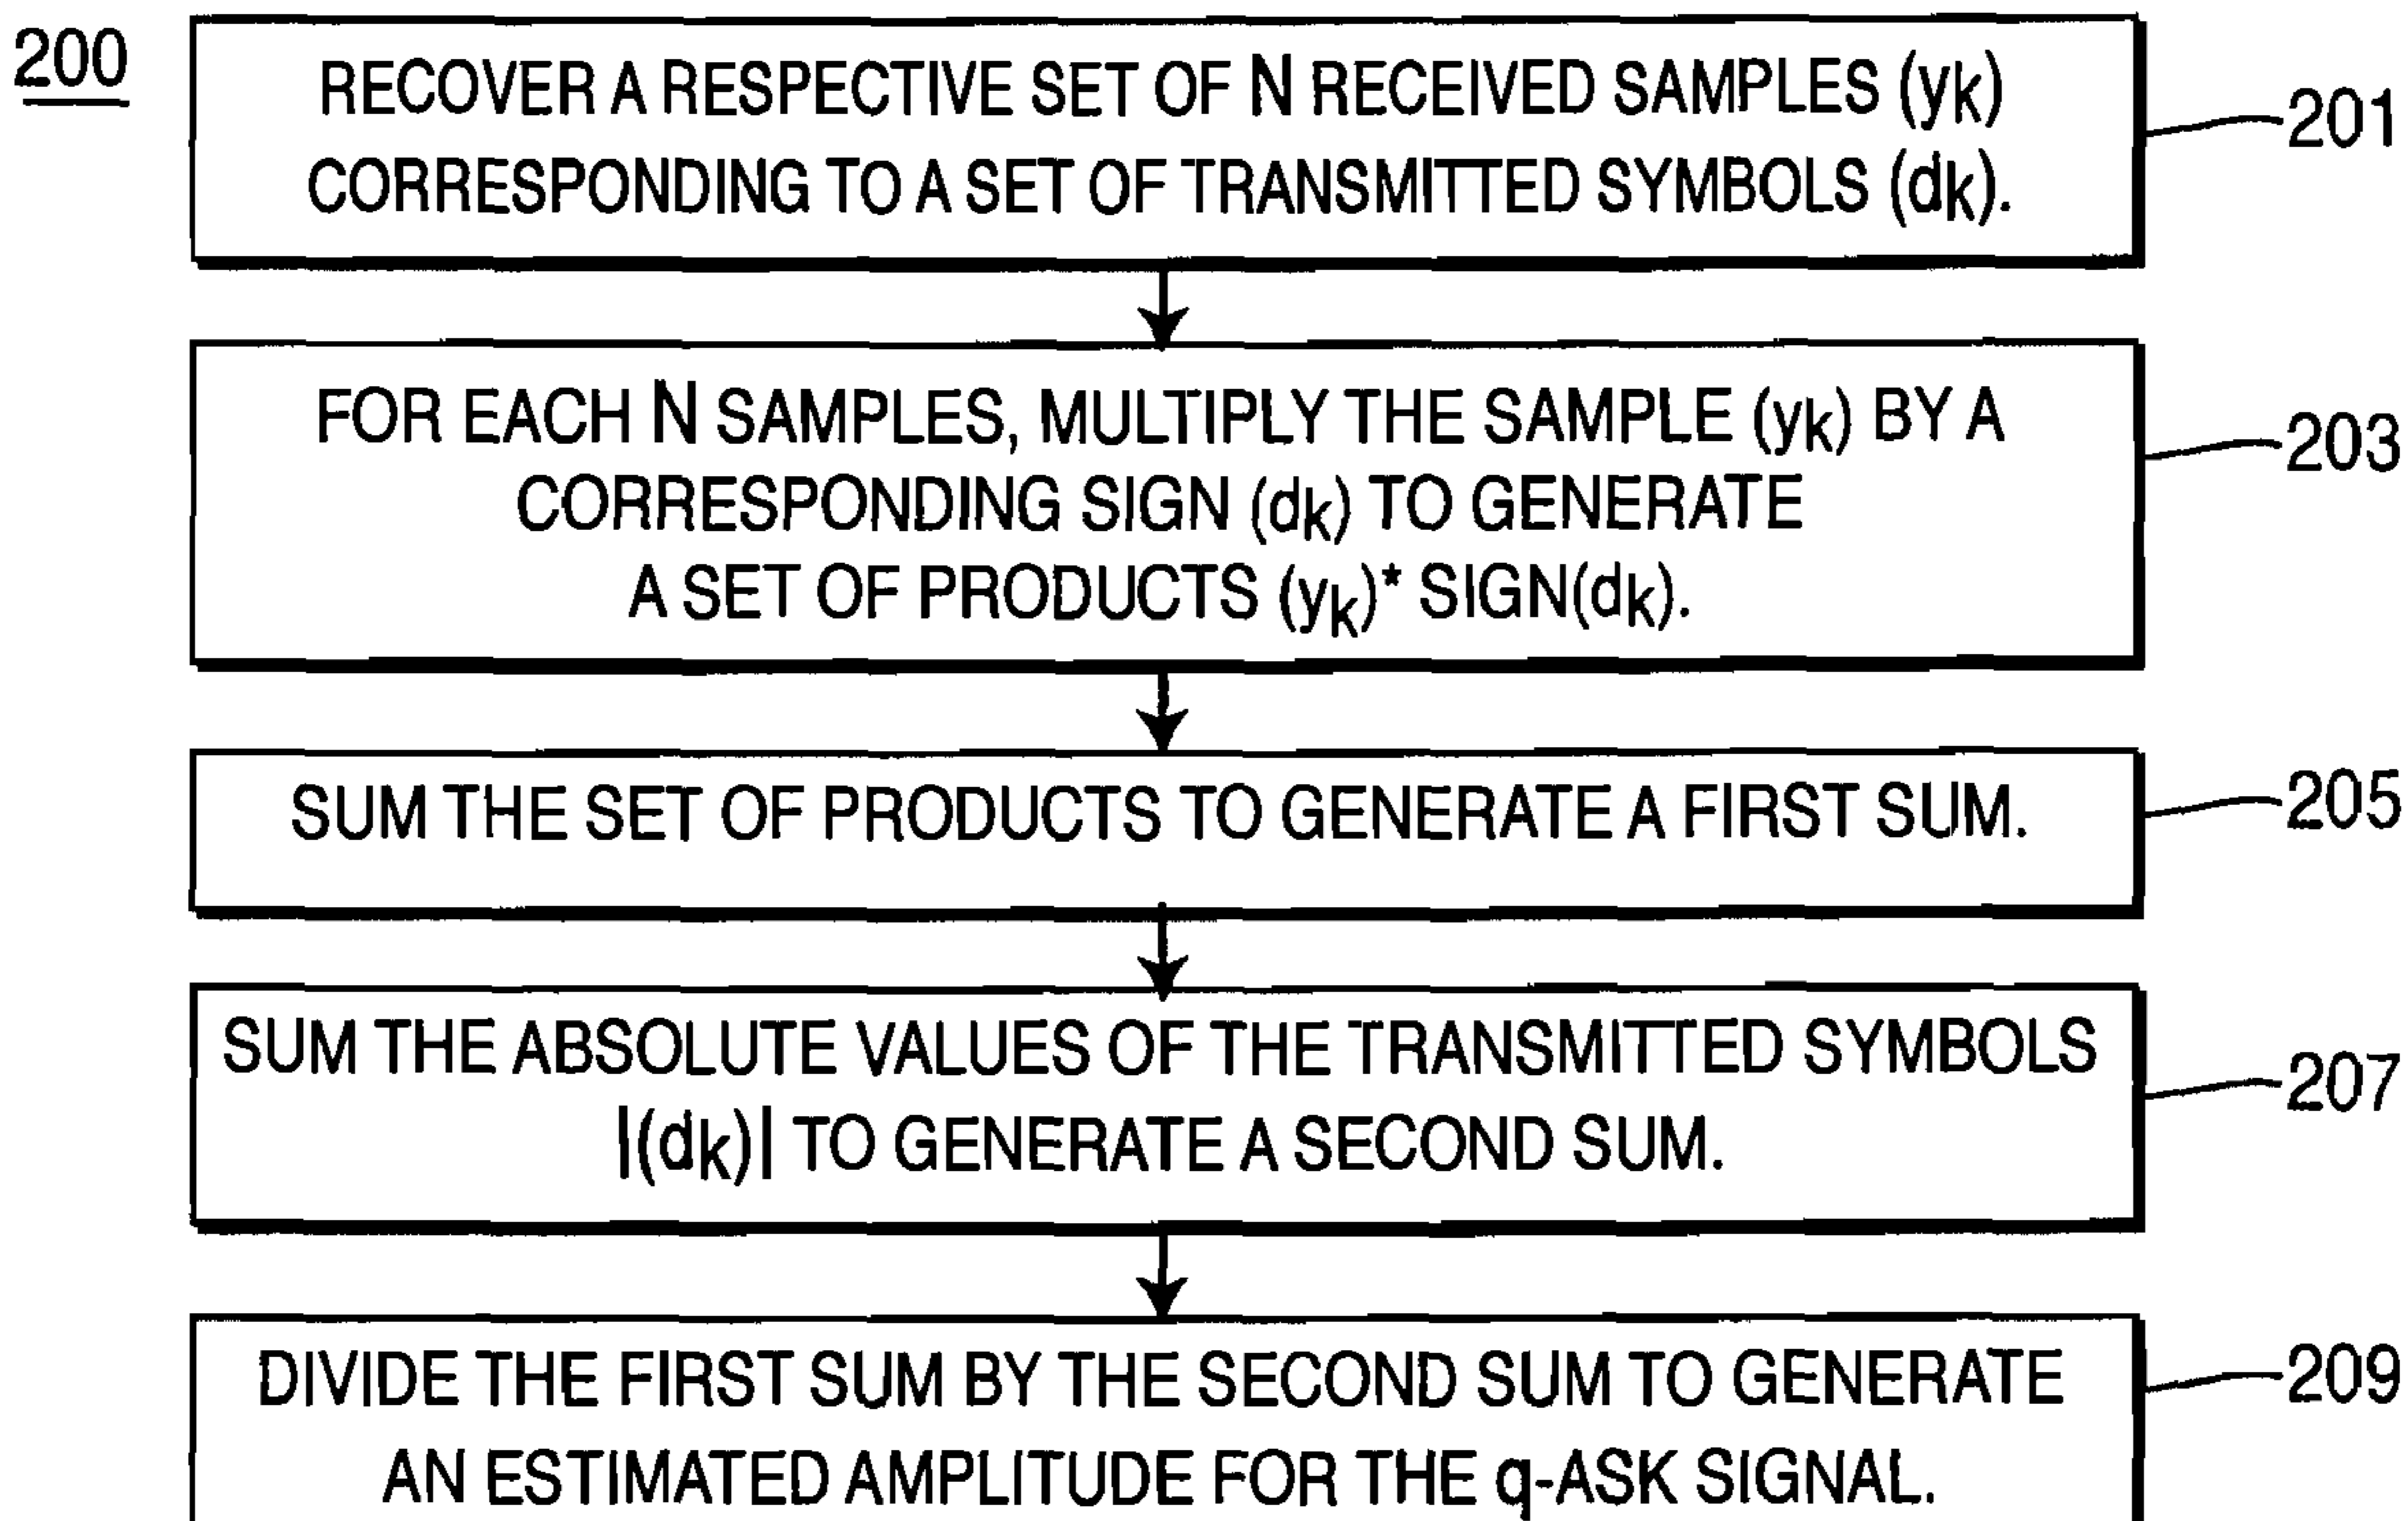 200
RECOVER A RESPECTIVE SET OF N RECEIVED SAMPLES (yk)
CORRESPONDING TO A SET OF TRANSMITTED SYMBOLS (dk).
201
FOR EACH N SAMPLES, MULTIPLY THE SAMPLE (yk) BY A
CORRESPONDING SIGN (dk) TO GENERATE
A SET OF PRODUCTS (yk)* SIGN(dk).
203
SUM THE SET OF PRODUCTS TO GENERATE A FIRST SUM.
205
SUM THE ABSOLUTE VALUES OF THE TRANSMITTED SYMBOLS
|(dk)| TO GENERATE A SECOND SUM.
207
DIVIDE THE FIRST SUM BY THE SECOND SUM TO GENERATE
AN ESTIMATED AMPLITUDE FOR THE q-ASK SIGNAL.
209